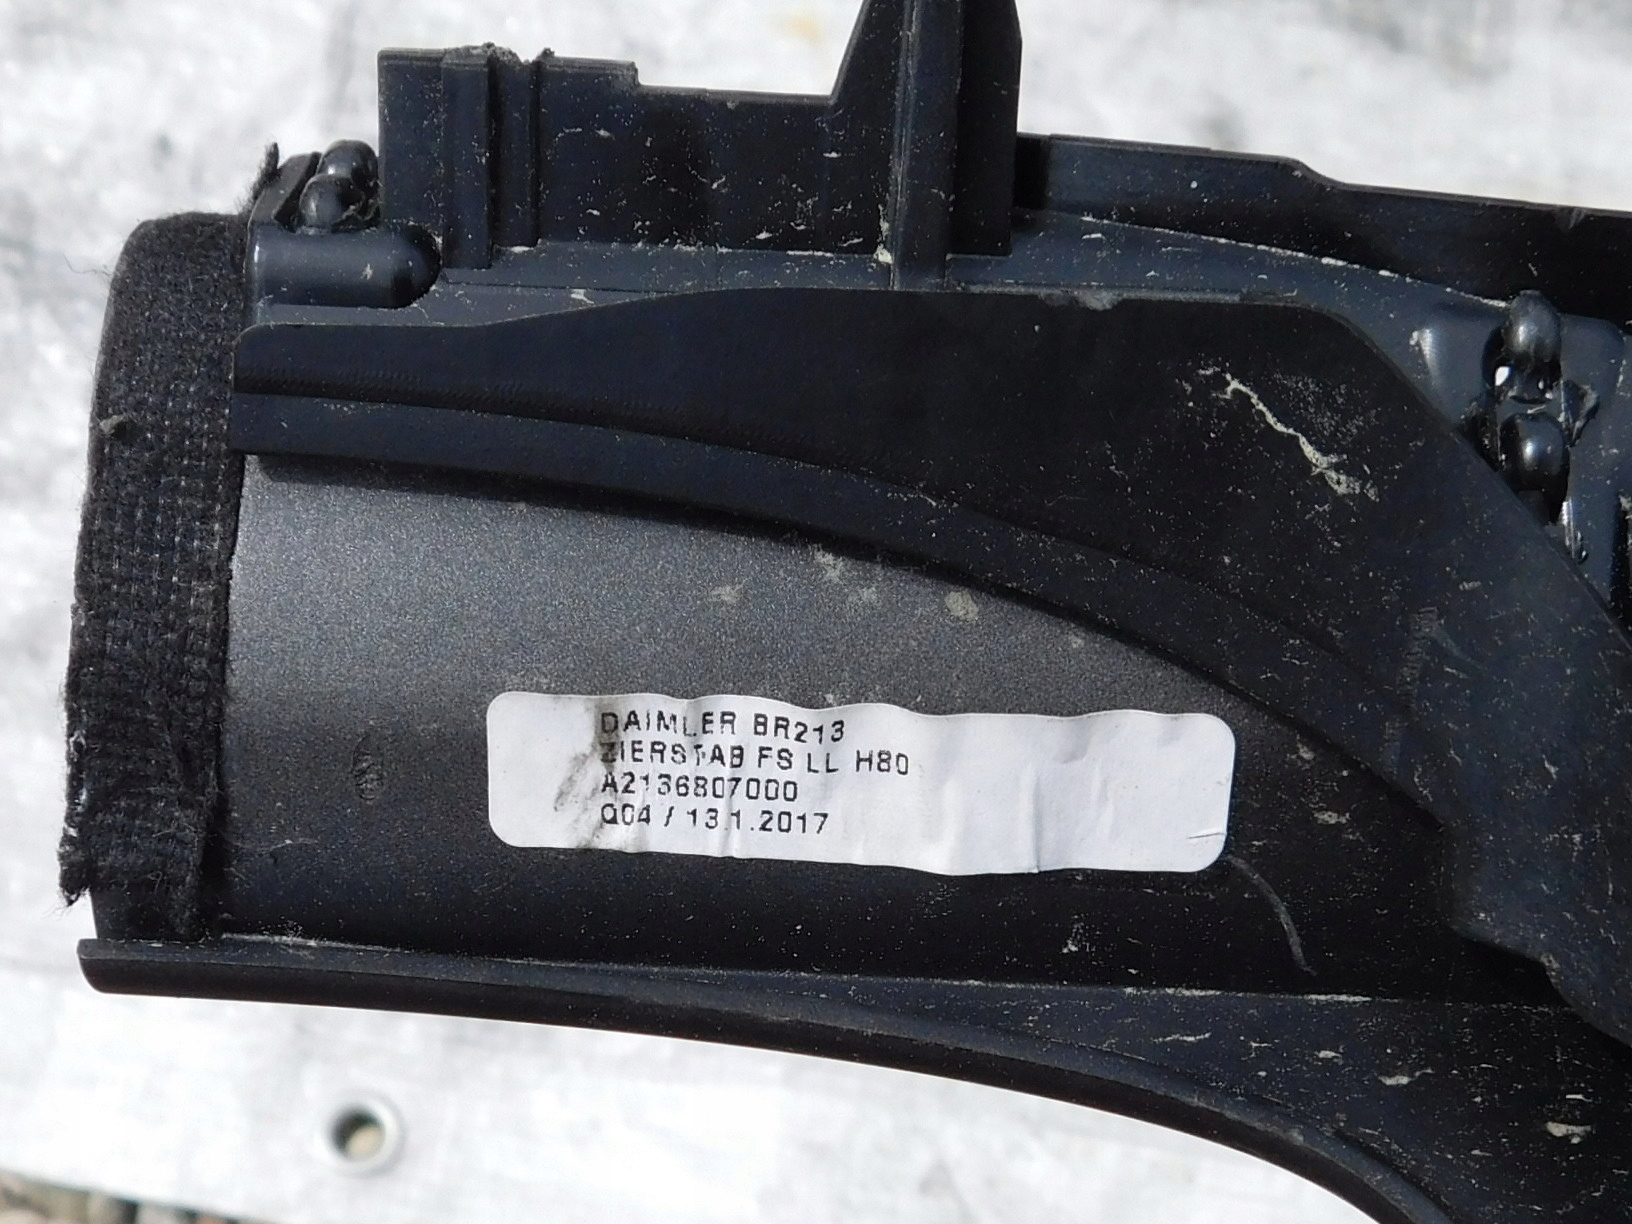 DAIMLER BR213
ZIERSTAB FS LL H80
A2136807000
Q04 / 13.1.2017